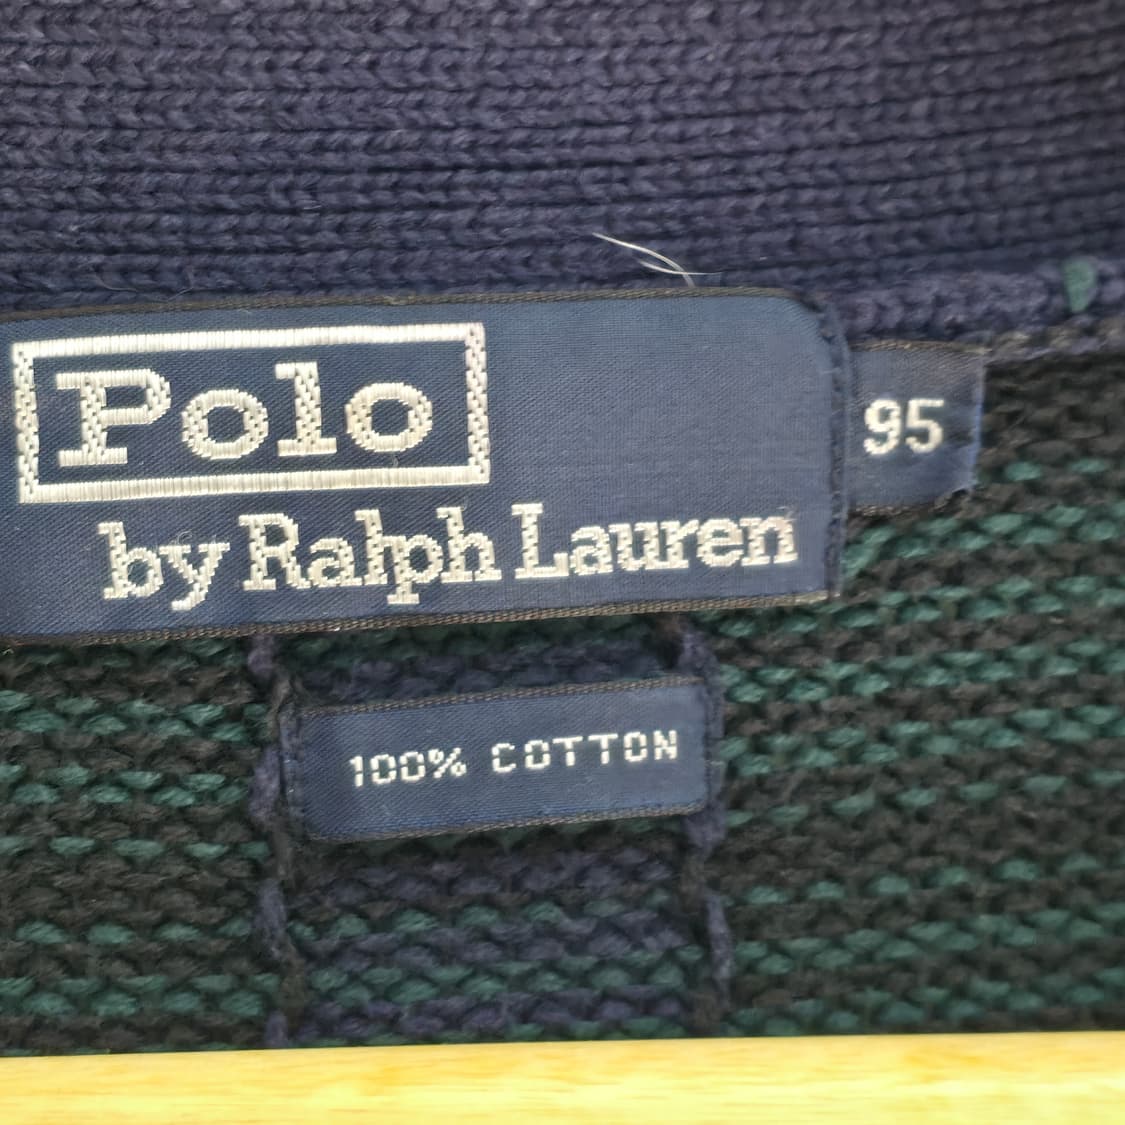 Polo
by Ralph Lauren
95
100% COTTON